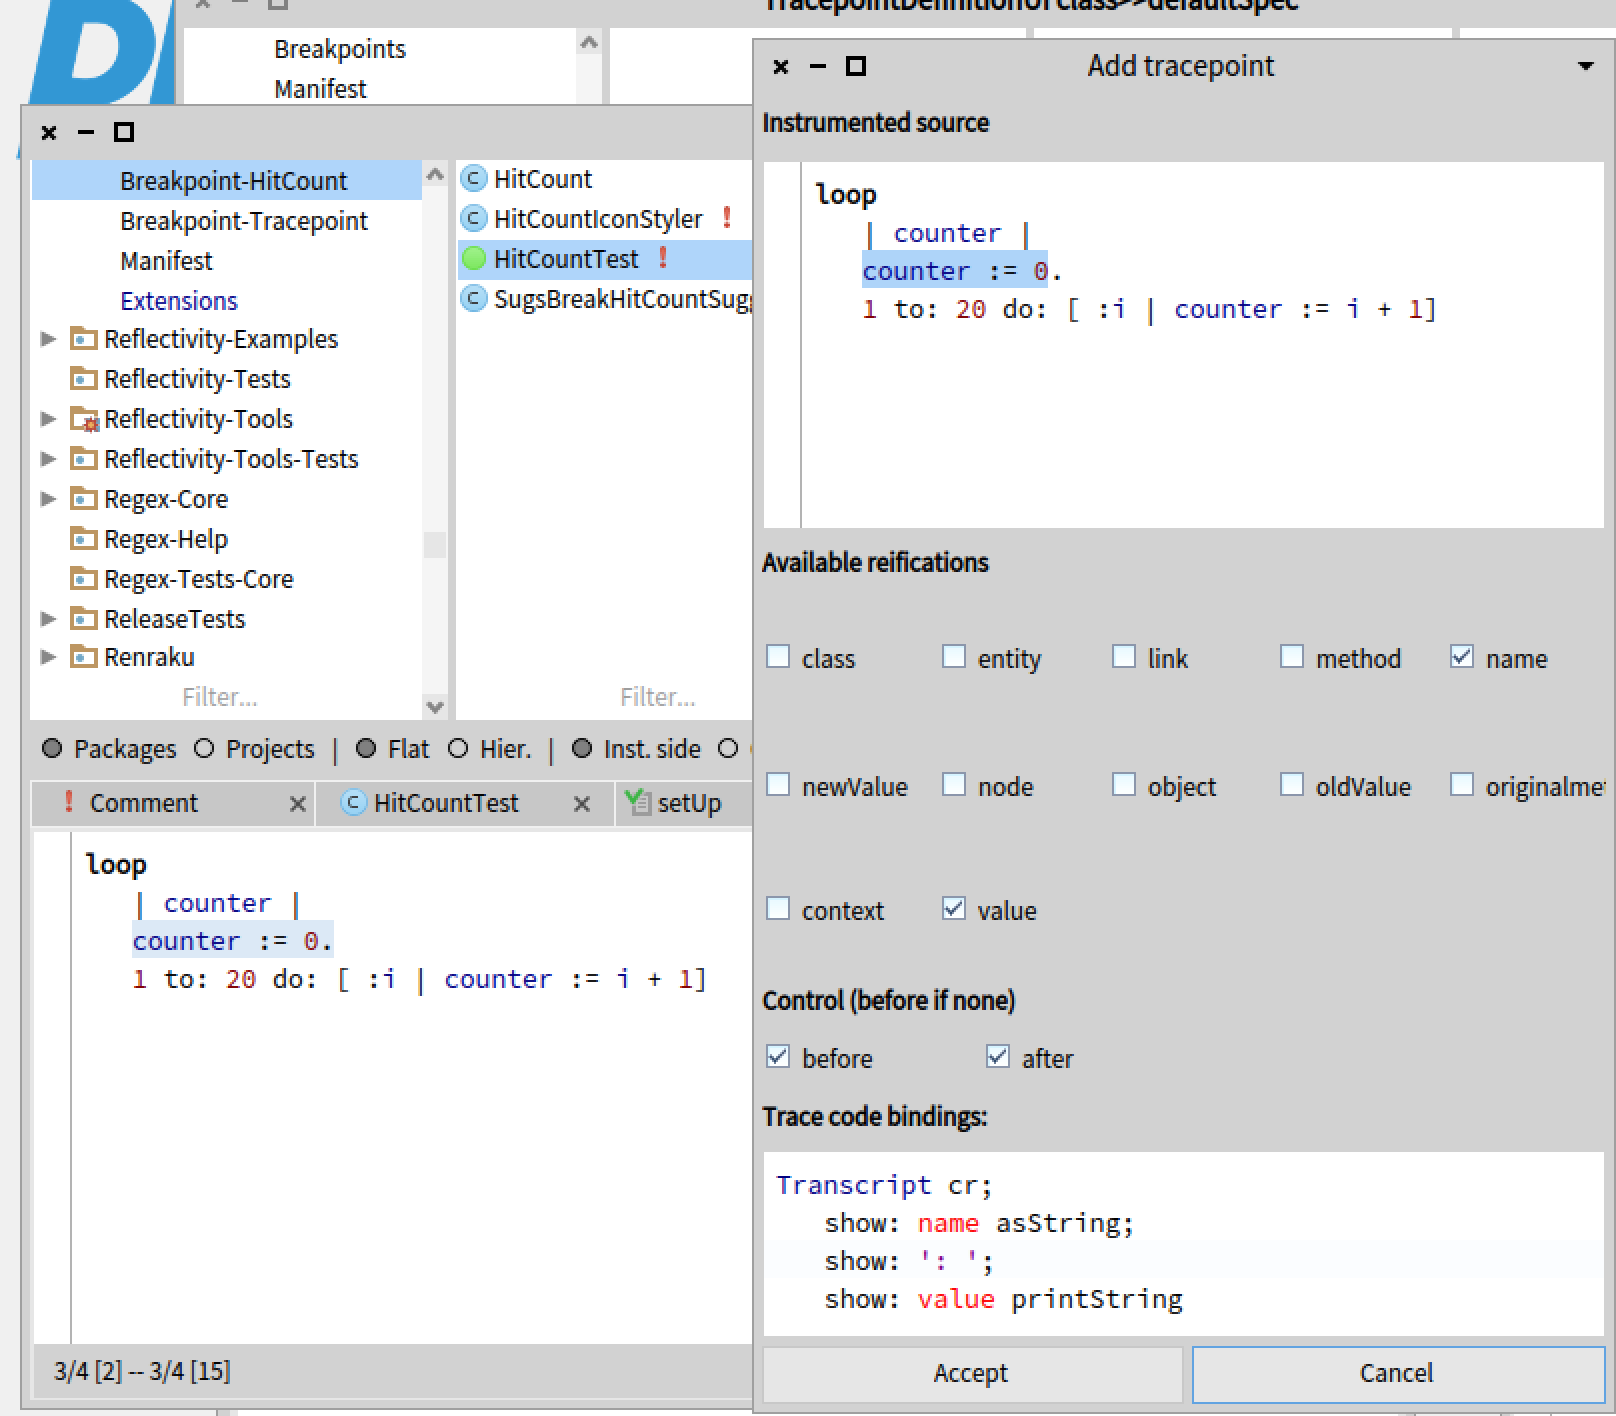 TracepointDefinitionUI class>>defaultSpec
Breakpoints
Manifest
Breakpoint-HitCount
Breakpoint-Tracepoint
Manifest
Extensions
Reflectivity-Examples
Reflectivity-Tests
Reflectivity-Tools
Reflectivity-Tools-Tests
Regex-Core
Regex-Help
Regex-Tests-Core
ReleaseTests
Renraku
Filter...
HitCount
HitCountIconStyler
HitCountTest
SugsBreakHitCountSugg
Filter...
Packages Projects | Flat Hier. | Inst. side
Comment HitCountTest setUp
loop
| counter |
counter := 0.
1 to: 20 do: [ :i | counter := i + 1]
3/4 [2] -- 3/4 [15]
Add tracepoint
Instrumented source
loop
| counter |
counter := 0.
1 to: 20 do: [ :i | counter := i + 1]
Available reifications
class entity link method name
newValue node object oldValue originalmet
context value
Control (before if none)
before after
Trace code bindings:
Transcript cr;
show: name asString;
show: ': ';
show: value printString
Accept Cancel